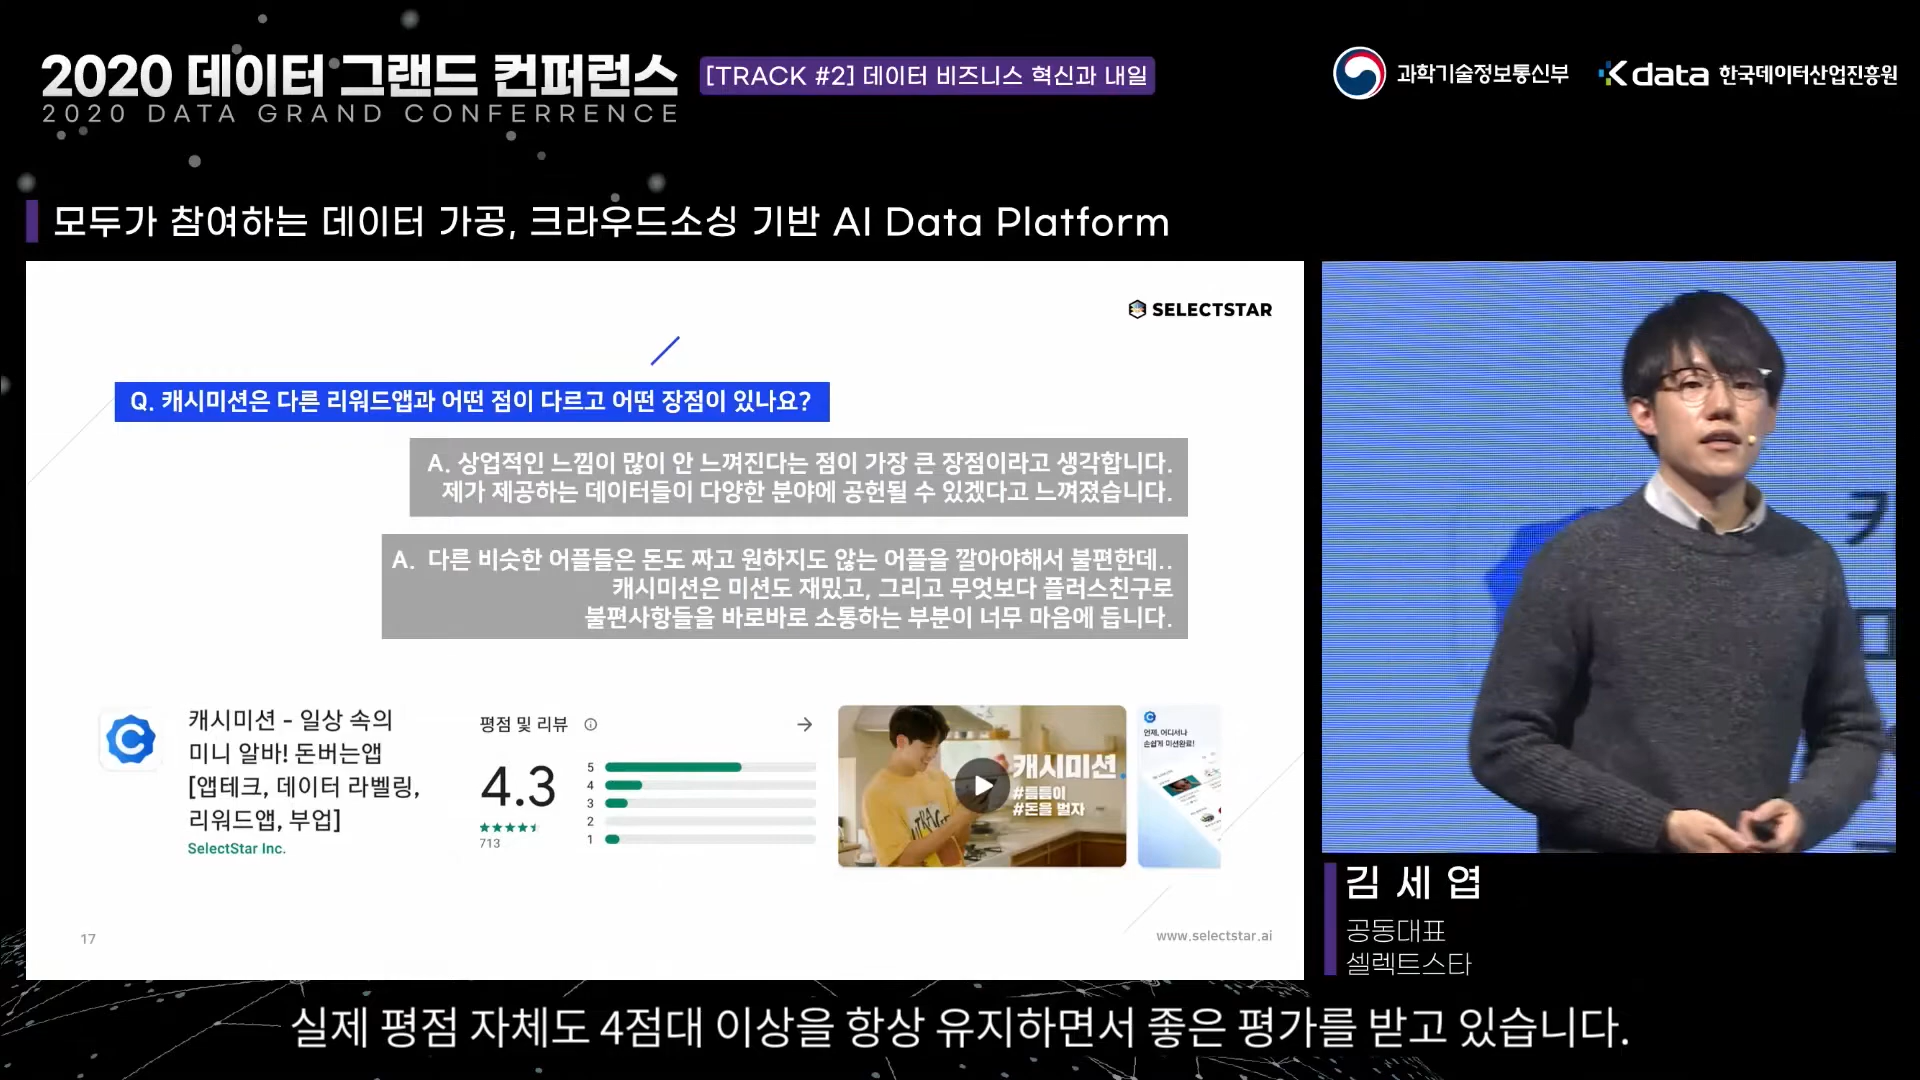 2020 데이터 그랜드 컨퍼런스
2020 DATA GRAND CONFERRENCE
[TRACK #2] 데이터 비즈니스 혁신과 내일
과학기술정보통신부
Kdata 한국데이터산업진흥원
모두가 참여하는 데이터 가공, 크라우드소싱 기반 AI Data Platform
SELECTSTAR
Q. 캐시미션은 다른 리워드앱과 어떤 점이 다르고 어떤 장점이 있나요?
A. 상업적인 느낌이 많이 안 느껴진다는 점이 가장 큰 장점이라고 생각합니다.
제가 제공하는 데이터들이 다양한 분야에 공헌될 수 있겠다고 느껴졌습니다.
A. 다른 비슷한 어플들은 돈도 짜고 원하지도 않는 어플을 깔아야해서 불편한데..
캐시미션은 미션도 재밌고, 그리고 무엇보다 플러스친구로
불편사항들을 바로바로 소통하는 부분이 너무 마음에 듭니다.
캐시미션 - 일상 속의
미니 알바! 돈버는앱
[앱테크, 데이터 라벨링,
리워드앱, 부업]
SelectStar Inc.
평점 및 리뷰
4.3
713
5
4
3
2
1
캐시미션
#틈틈이
#돈을 벌자
언제, 어디서나
손쉽게 미션완료!
17
www.selectstar.ai
김세엽
공동대표
셀렉트스타
실제 평점 자체도 4점대 이상을 항상 유지하면서 좋은 평가를 받고 있습니다.